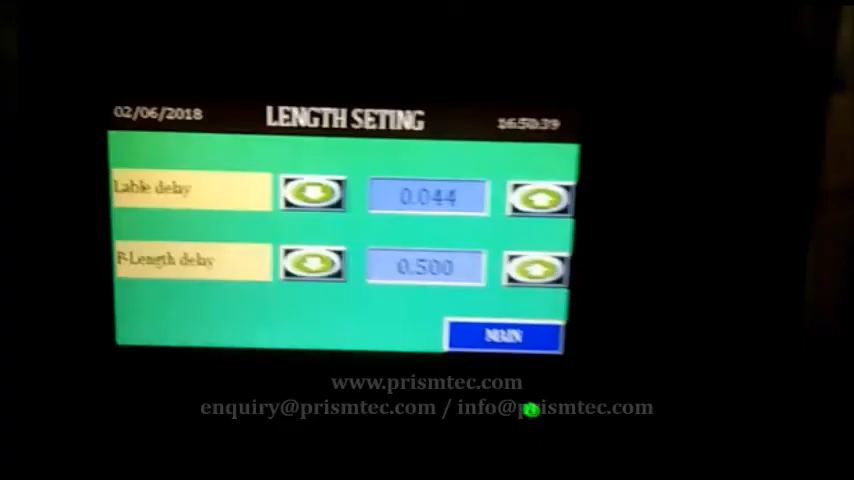 02/06/2018 LENGTH SETING 16:50:39
Lable delay 0.044
P-Length delay 0.500
MAIN
www.prismtec.com
enquiry@prismtec.com / info@prismtec.com